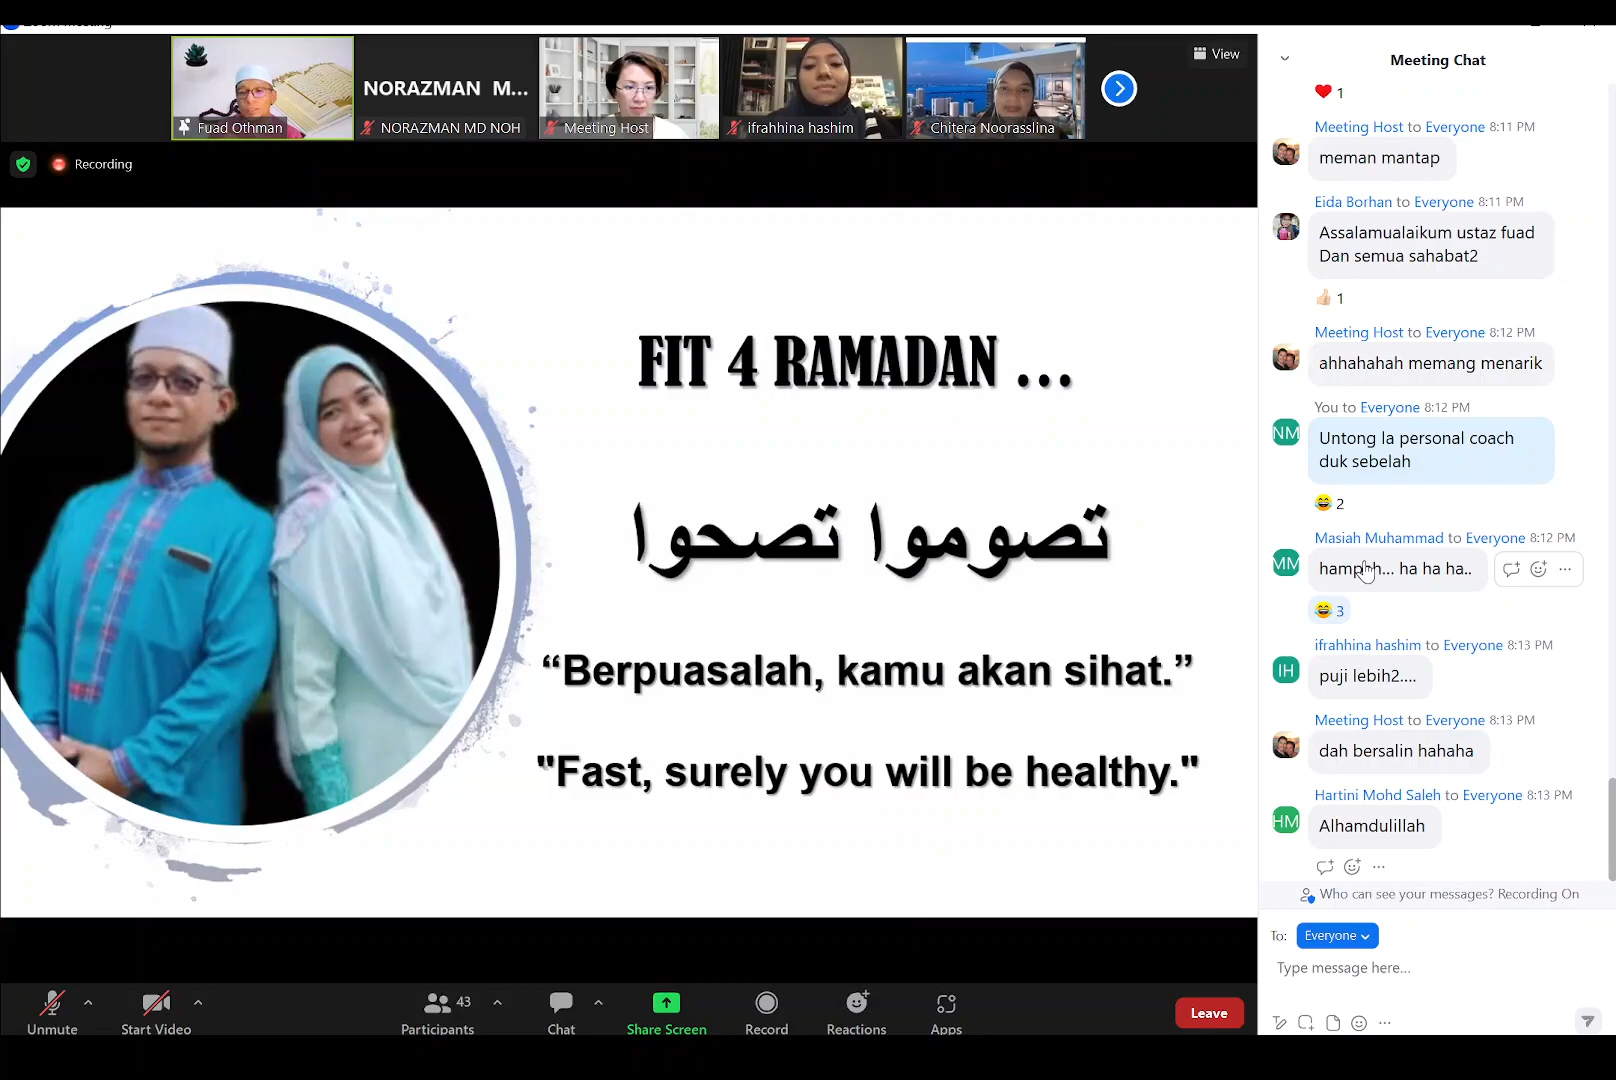 View
NORAZMAN M...
Fuad Othman
NORAZMAN MD NOH
Meeting Host
ifrahhina hashim
Chitera Noorasslina
Recording
FIT 4 RAMADAN ...
تصوموا تصحوا
“Berpuasalah, kamu akan sihat.”
"Fast, surely you will be healthy."
Meeting Chat
1
Meeting Host to Everyone 8:11 PM
meman mantap
Eida Borhan to Everyone 8:11 PM
Assalamualaikum ustaz fuad
Dan semua sahabat2
1
Meeting Host to Everyone 8:12 PM
ahhahahah memang menarik
You to Everyone 8:12 PM
NM
Untong la personal coach
duk sebelah
2
Masiah Muhammad to Everyone 8:12 PM
MM
ha ha ha..
3
ifrahhina hashim to Everyone 8:13 PM
IH
puji lebih2....
Meeting Host to Everyone 8:13 PM
dah bersalin hahaha
Hartini Mohd Saleh to Everyone 8:13 PM
HM
Alhamdulillah
Who can see your messages? Recording On
To: Everyone
Type message here...
Unmute
Start Video
43
Participants
Chat
Share Screen
Record
Reactions
Apps
Leave